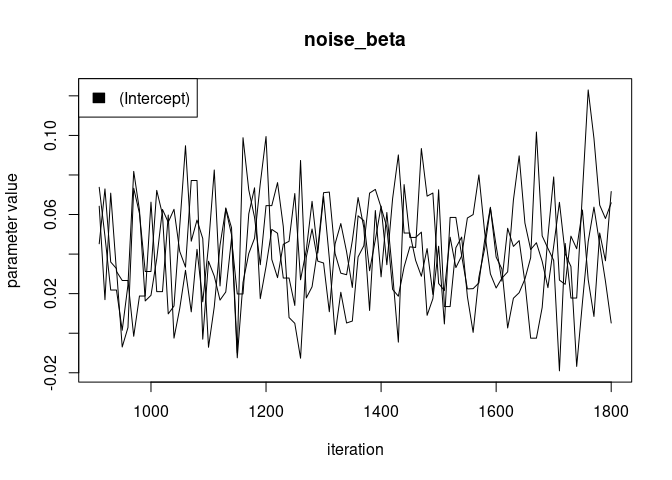 noise_beta
(Intercept)
parameter value
0.10
0.06
0.02
-0.02
1000 1200 1400 1600 1800
iteration